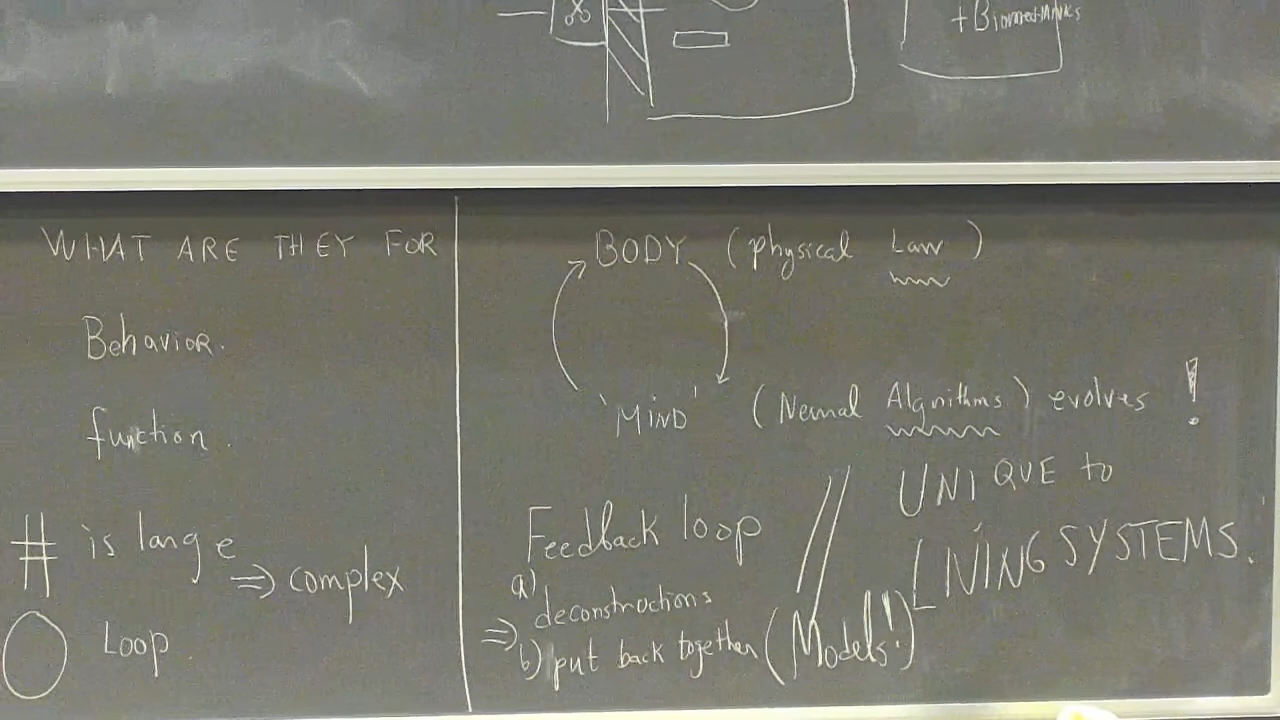 + Biomechanics
WHAT ARE THEY FOR
Behavior.
function.
# is large
⇒ complex
Loop.
BODY (physical Law)
'MIND' (Neural Algorithms) evolves !
UNIQUE to
LIVING SYSTEMS.
Feedback loop
a) deconstructions
⇒ b) put back together (Models!)